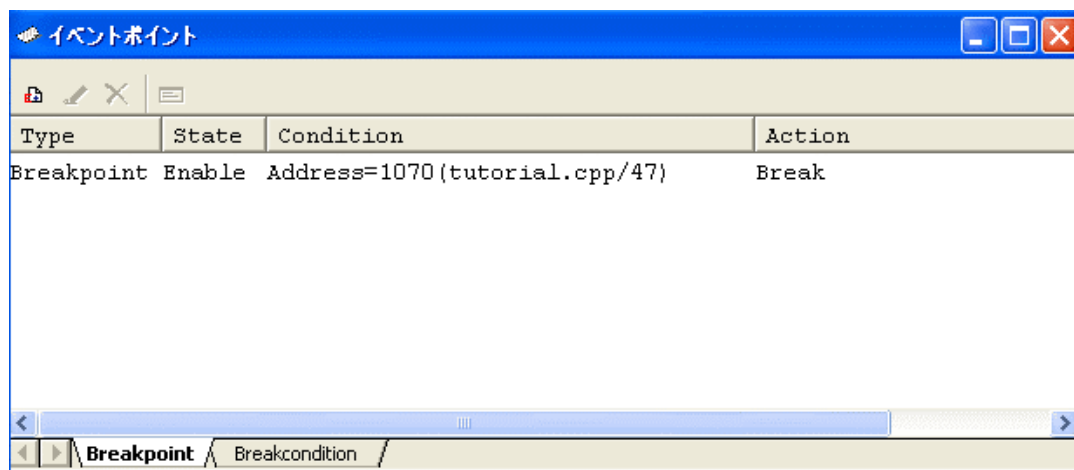 イベントポイント
Type State Condition Action
Breakpoint Enable Address=1070(tutorial.cpp/47) Break
Breakpoint Breakcondition